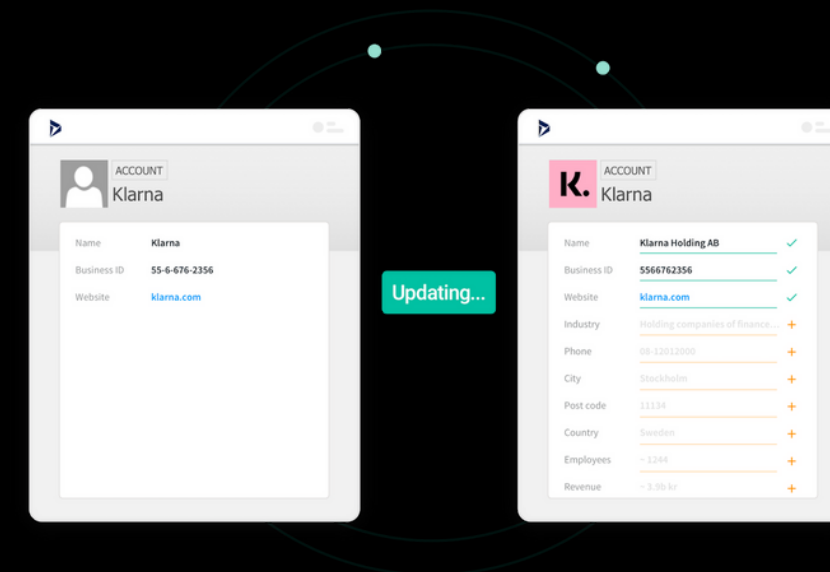 ACCOUNT
Klarna
Name Klarna
Business ID 55-6-676-2356
Website klarna.com
Updating...
K.
ACCOUNT
Klarna
Name Klarna Holding AB
Business ID 5566762356
Website klarna.com
Industry Holding companies of finance...
Phone 08-12012000
City Stockholm
Post code 11134
Country Sweden
Employees ~ 1244
Revenue ~ 3.9b kr